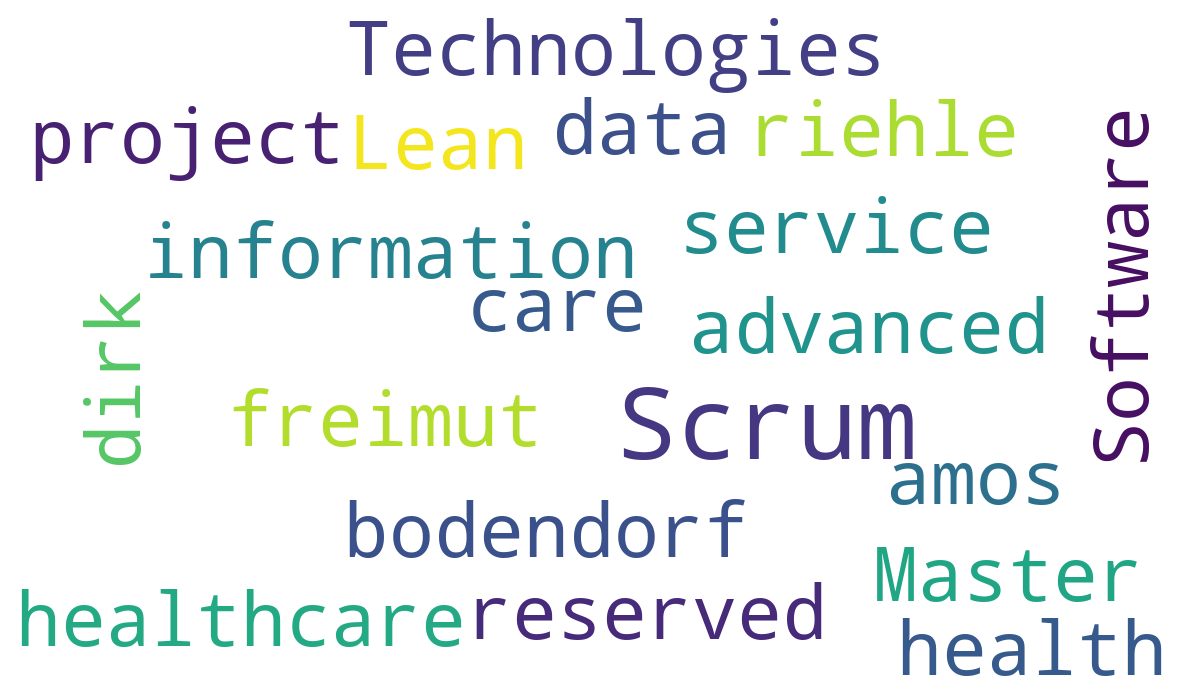 Technologies
project Lean data riehle
Software
information service
care advanced
dirk
freimut Scrum
amos
bodendorf
Master
healthcare reserved
health